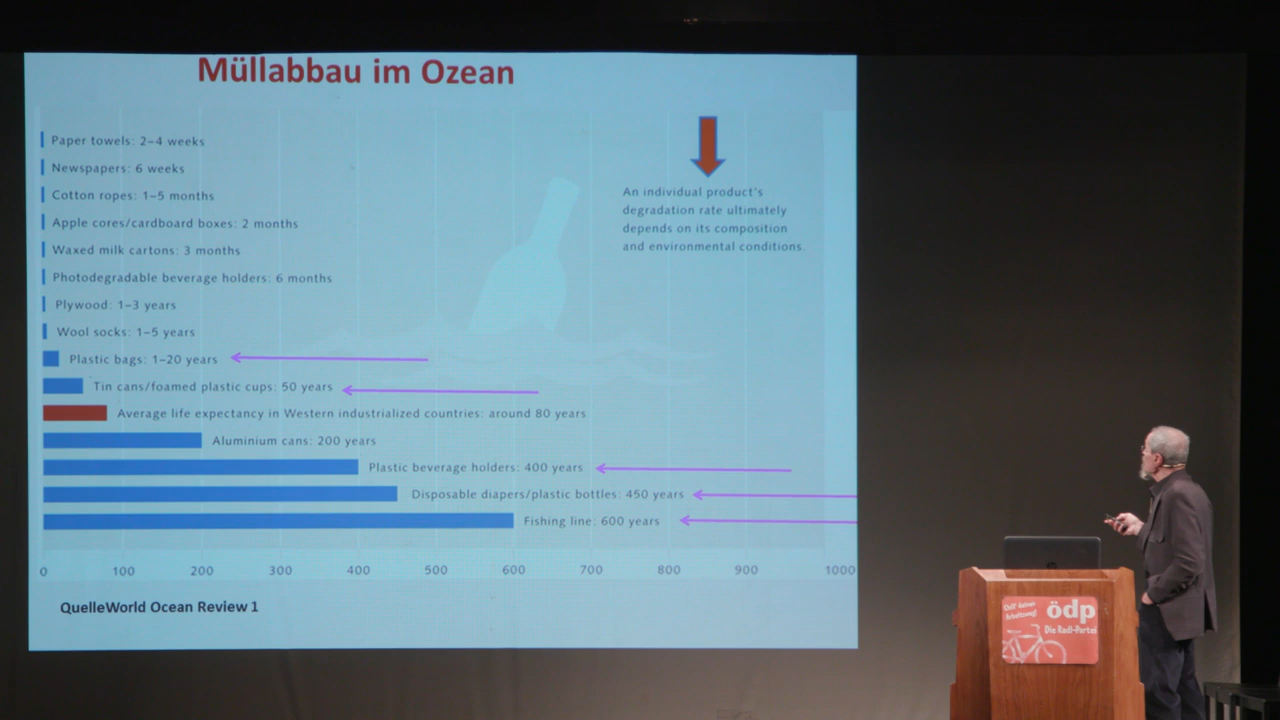 Müllabbau im Ozean
Paper towels: 2–4 weeks
Newspapers: 6 weeks
Cotton ropes: 1–5 months
Apple cores/cardboard boxes: 2 months
Waxed milk cartons: 3 months
Photodegradable beverage holders: 6 months
Plywood: 1–3 years
Wool socks: 1–5 years
Plastic bags: 1–20 years
Tin cans/foamed plastic cups: 50 years
Average life expectancy in Western industrialized countries: around 80 years
Aluminium cans: 200 years
Plastic beverage holders: 400 years
Disposable diapers/plastic bottles: 450 years
Fishing line: 600 years
An individual product's
degradation rate ultimately
depends on its composition
and environmental conditions.
0 100 200 300 400 500 600 700 800 900 1000
QuelleWorld Ocean Review 1
ödp
Die Radl-Partei